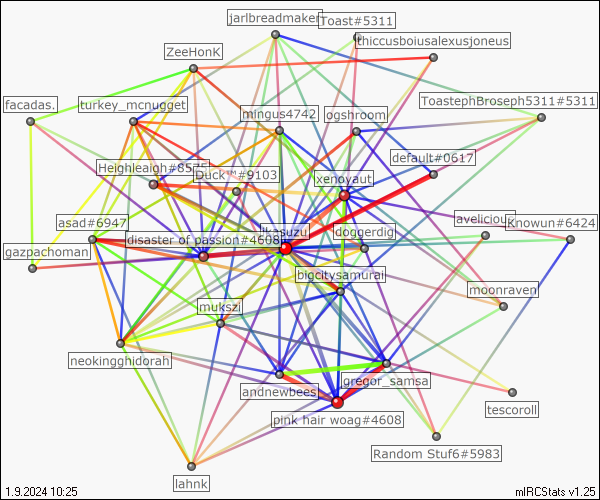 jarlbreadmaker
Toast#5311
thiccusboiusalexusjoneus
ZeeHonK
facadas.
turkey_mcnugget
mingus4742
ogshroom
ToastephBroseph5311#5311
Heighleaigh#8575
Duck™#9103
xenoyaut
default#0617
asad#6947
disaster of passion#4608
ikasuzu
doggerdig
avelicious
Knowun#6424
gazpachoman
bigcitysamurai
mukszi
moonraven
neokingghidorah
andnewbees
gregor_samsa
pink hair woag#4608
tescoroll
Random Stuf6#5983
lahnk
1.9.2024 10:25
mIRCStats v1.25